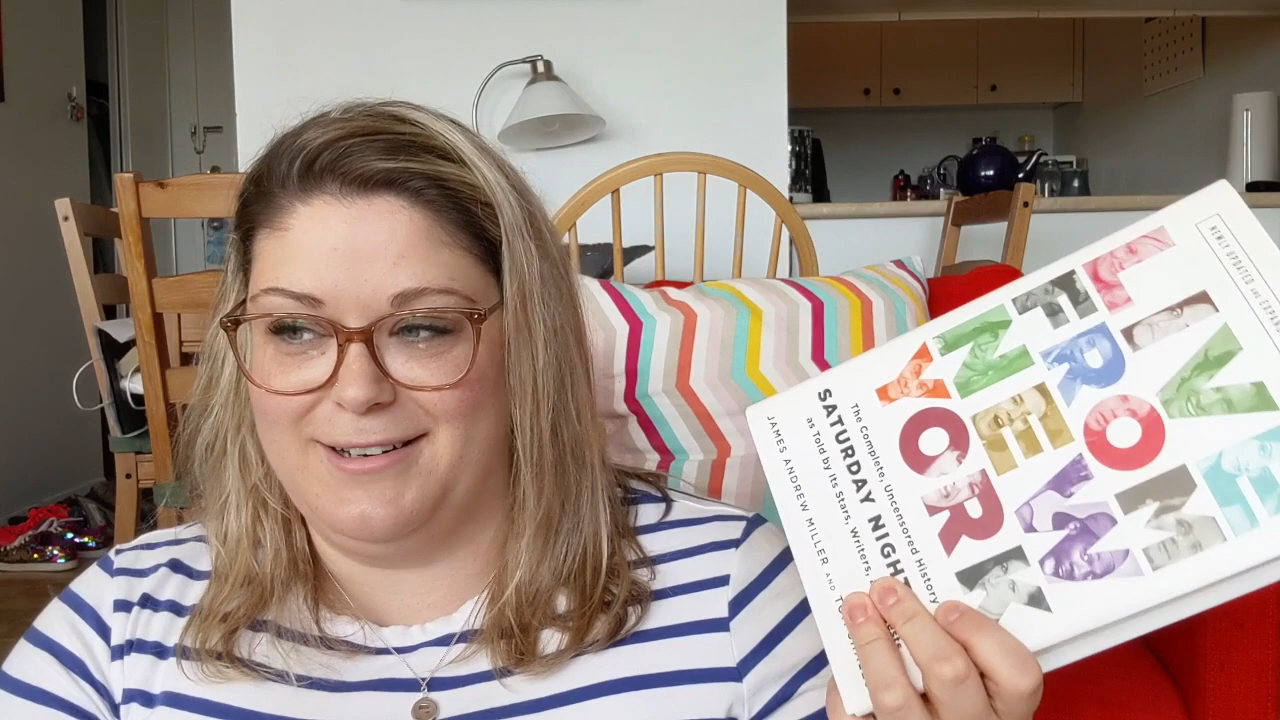 NEWLY UPDATED AND
LIVE
FROM
NEW
YORK
The Complete, Uncensored History
SATURDAY NIGHT
as Told by Its Stars, Writers,
JAMES ANDREW MILLER AND